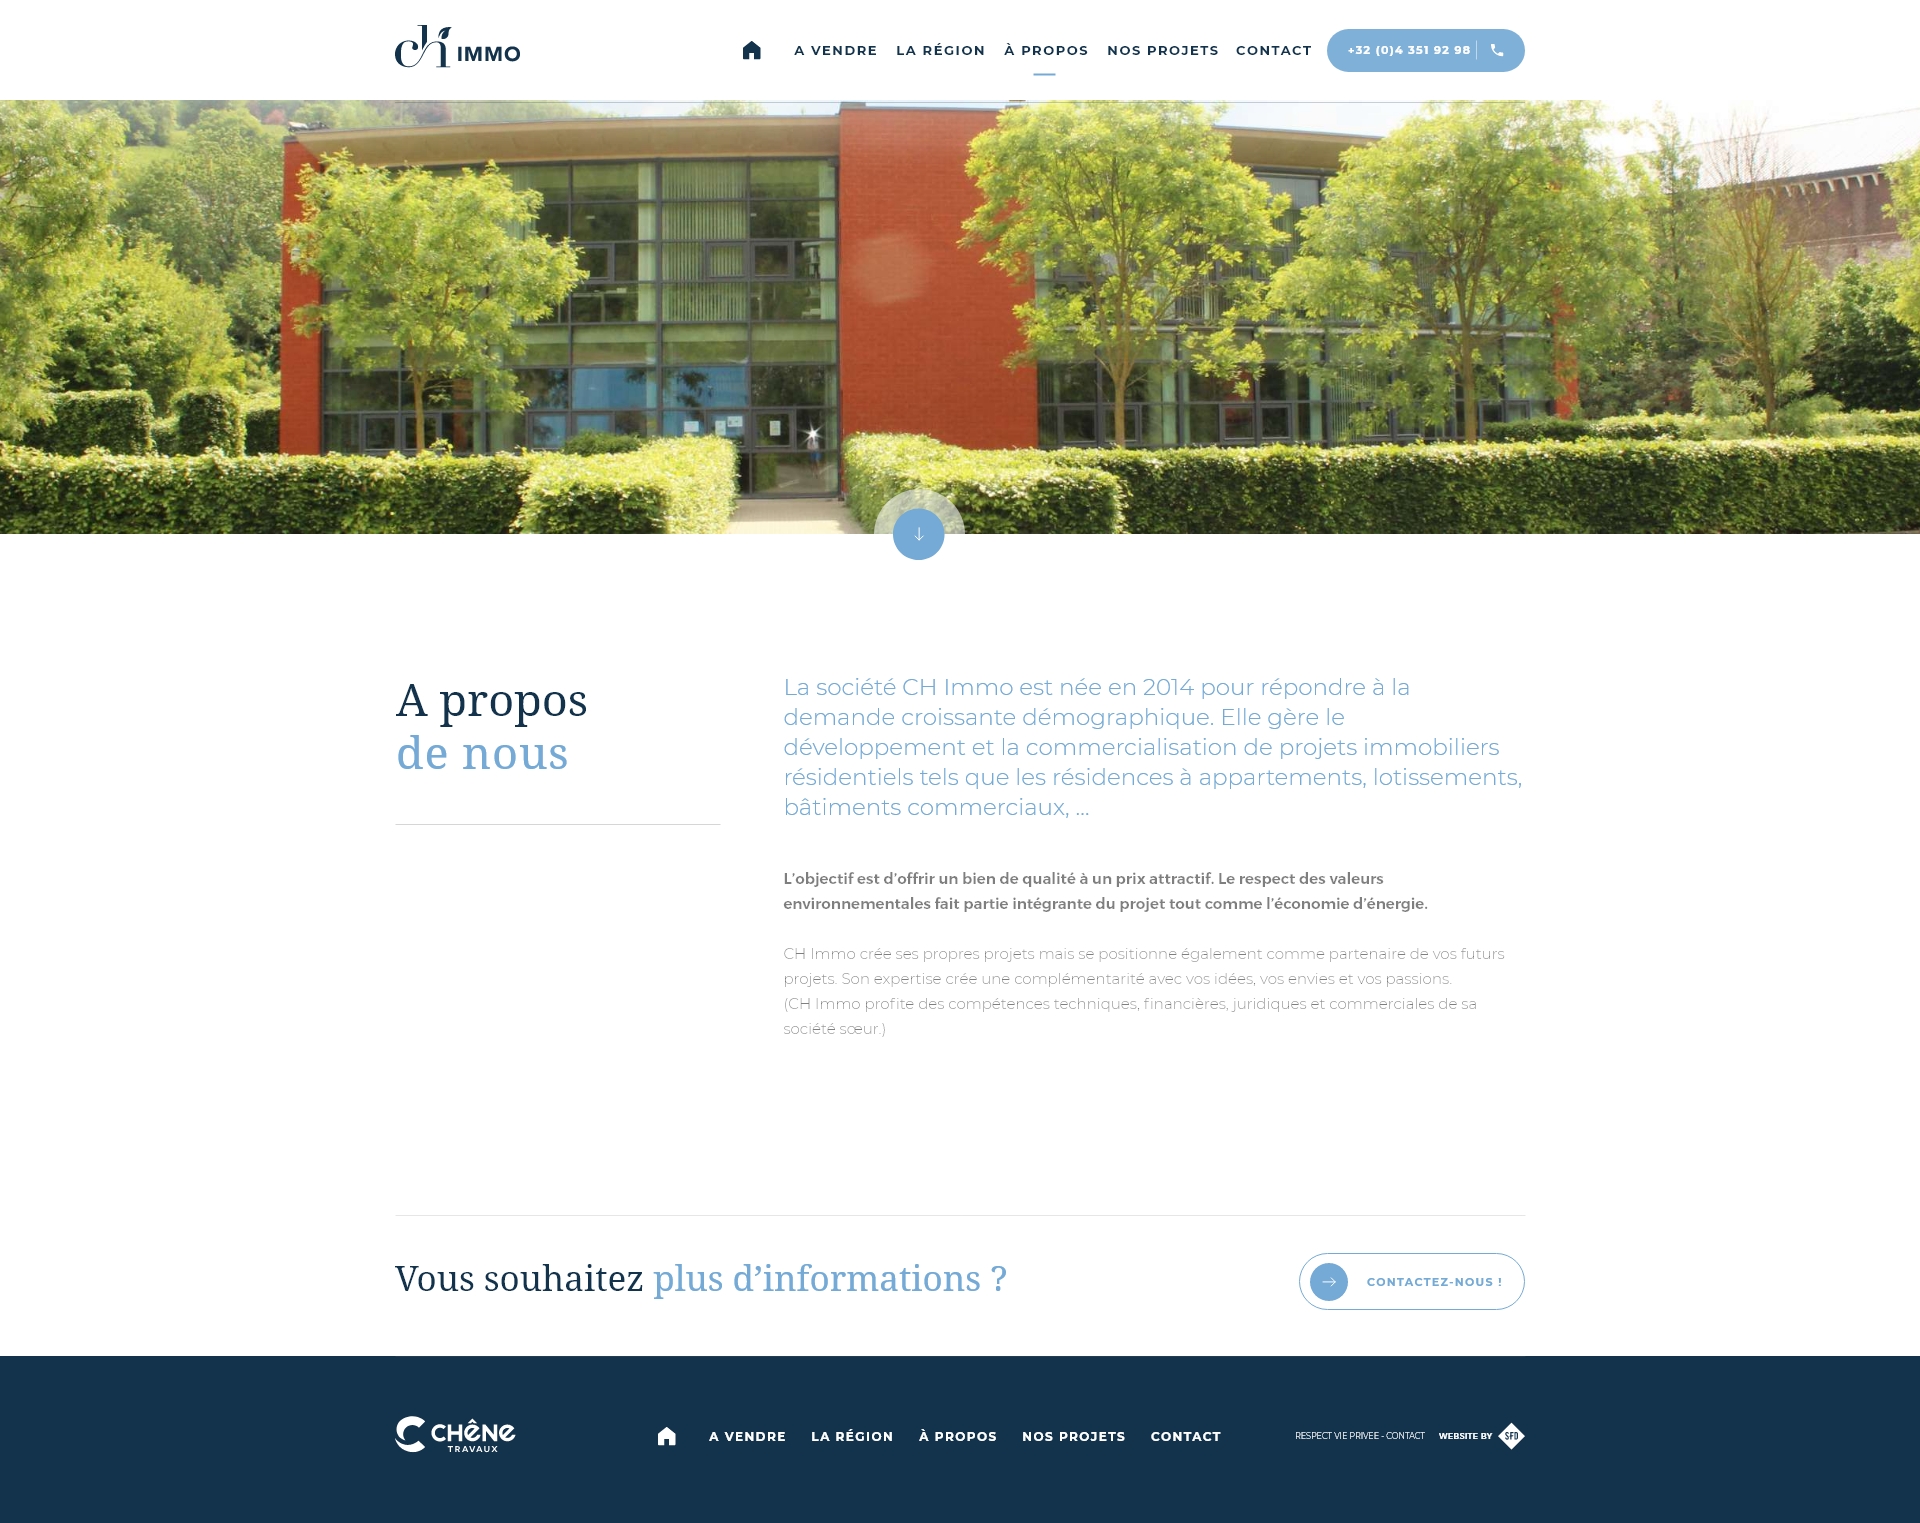 ch IMMO
A VENDRE LA RÉGION À PROPOS NOS PROJETS CONTACT +32 (0)4 351 92 98
A propos
de nous
La société CH Immo est née en 2014 pour répondre à la
demande croissante démographique. Elle gère le
développement et la commercialisation de projets immobiliers
résidentiels tels que les résidences à appartements, lotissements,
bâtiments commerciaux, ...
L’objectif est d’offrir un bien de qualité à un prix attractif. Le respect des valeurs
environnementales fait partie intégrante du projet tout comme l’économie d’énergie.
CH Immo crée ses propres projets mais se positionne également comme partenaire de vos futurs
projets. Son expertise crée une complémentarité avec vos idées, vos envies et vos passions.
(CH Immo profite des compétences techniques, financières, juridiques et commerciales de sa
société sœur.)
Vous souhaitez plus d’informations ?
CONTACTEZ-NOUS !
C CHÊNE
TRAVAUX
A VENDRE LA RÉGION À PROPOS NOS PROJETS CONTACT
RESPECT VIE PRIVEE - CONTACT WEBSITE BY SFD